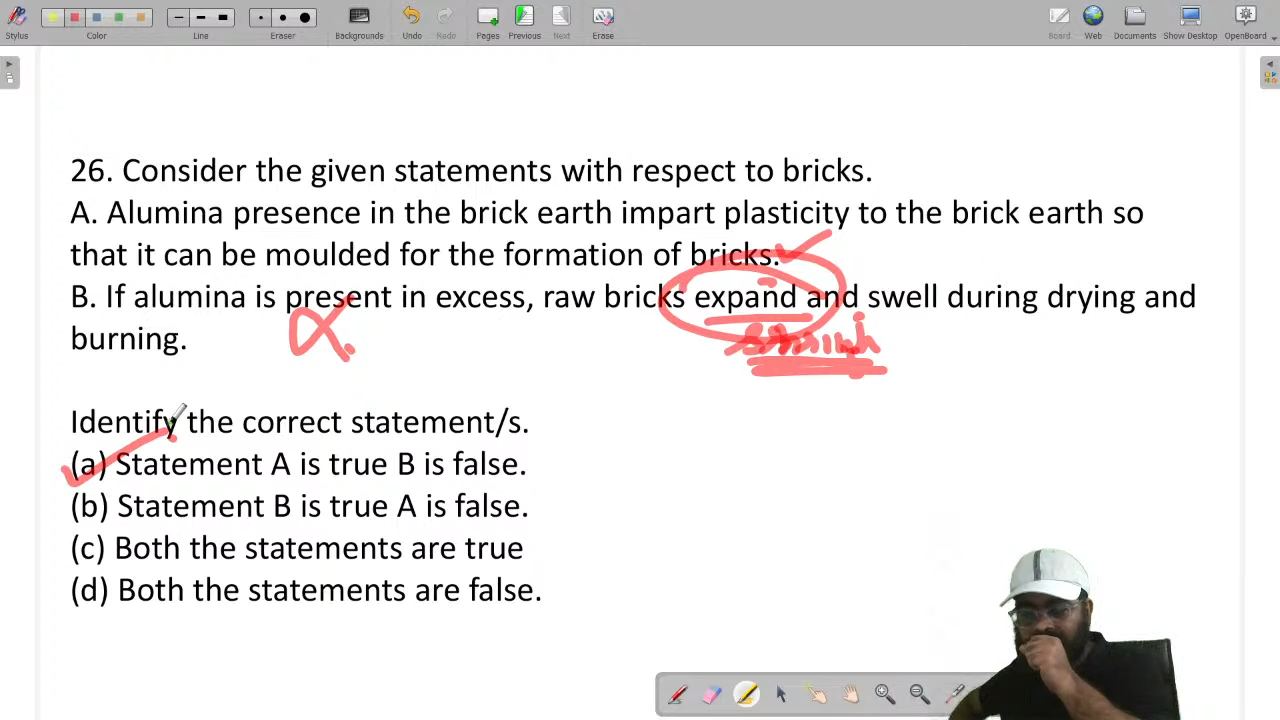 Stylus
Color
Line
Eraser
Backgrounds
Undo
Redo
Pages
Previous
Next
Erase
Board
Web
Documents
Show Desktop
OpenBoard
26. Consider the given statements with respect to bricks.
A. Alumina presence in the brick earth impart plasticity to the brick earth so
that it can be moulded for the formation of bricks.
B. If alumina is present in excess, raw bricks expand and swell during drying and
burning.
Identify the correct statement/s.
(a) Statement A is true B is false.
(b) Statement B is true A is false.
(c) Both the statements are true
(d) Both the statements are false.